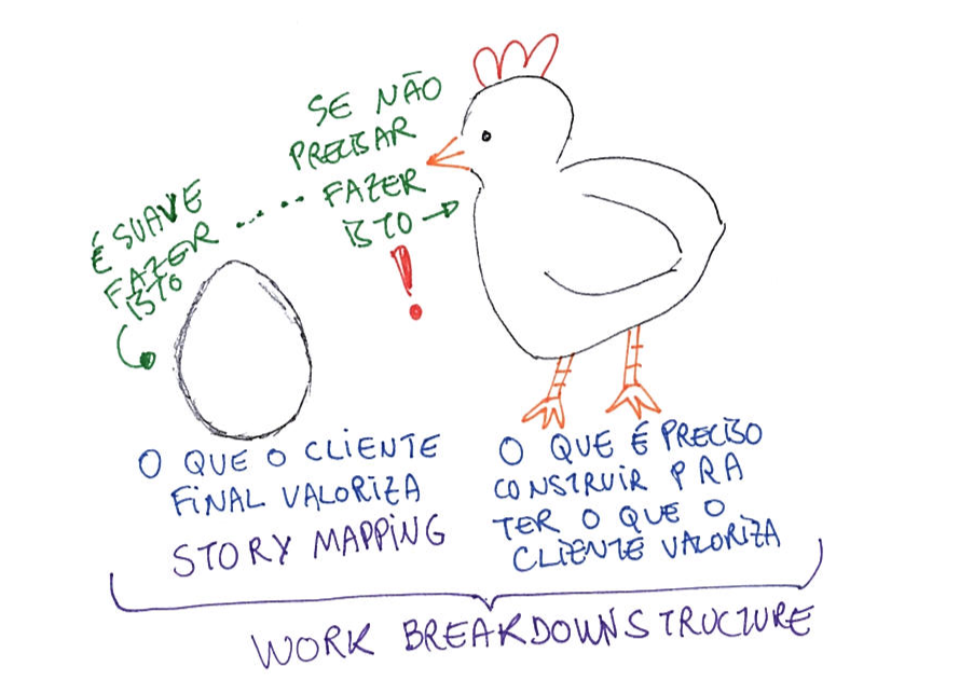 É SUAVE
FAZER
ISTO
SE NÃO
PRECISAR
FAZER
ISTO
!
O QUE O CLIENTE
FINAL VALORIZA
STORY MAPPING
O QUE É PRECISO
CONSTRUIR PRA
TER O QUE O
CLIENTE VALORIZA
WORK BREAKDOWN STRUCTURE